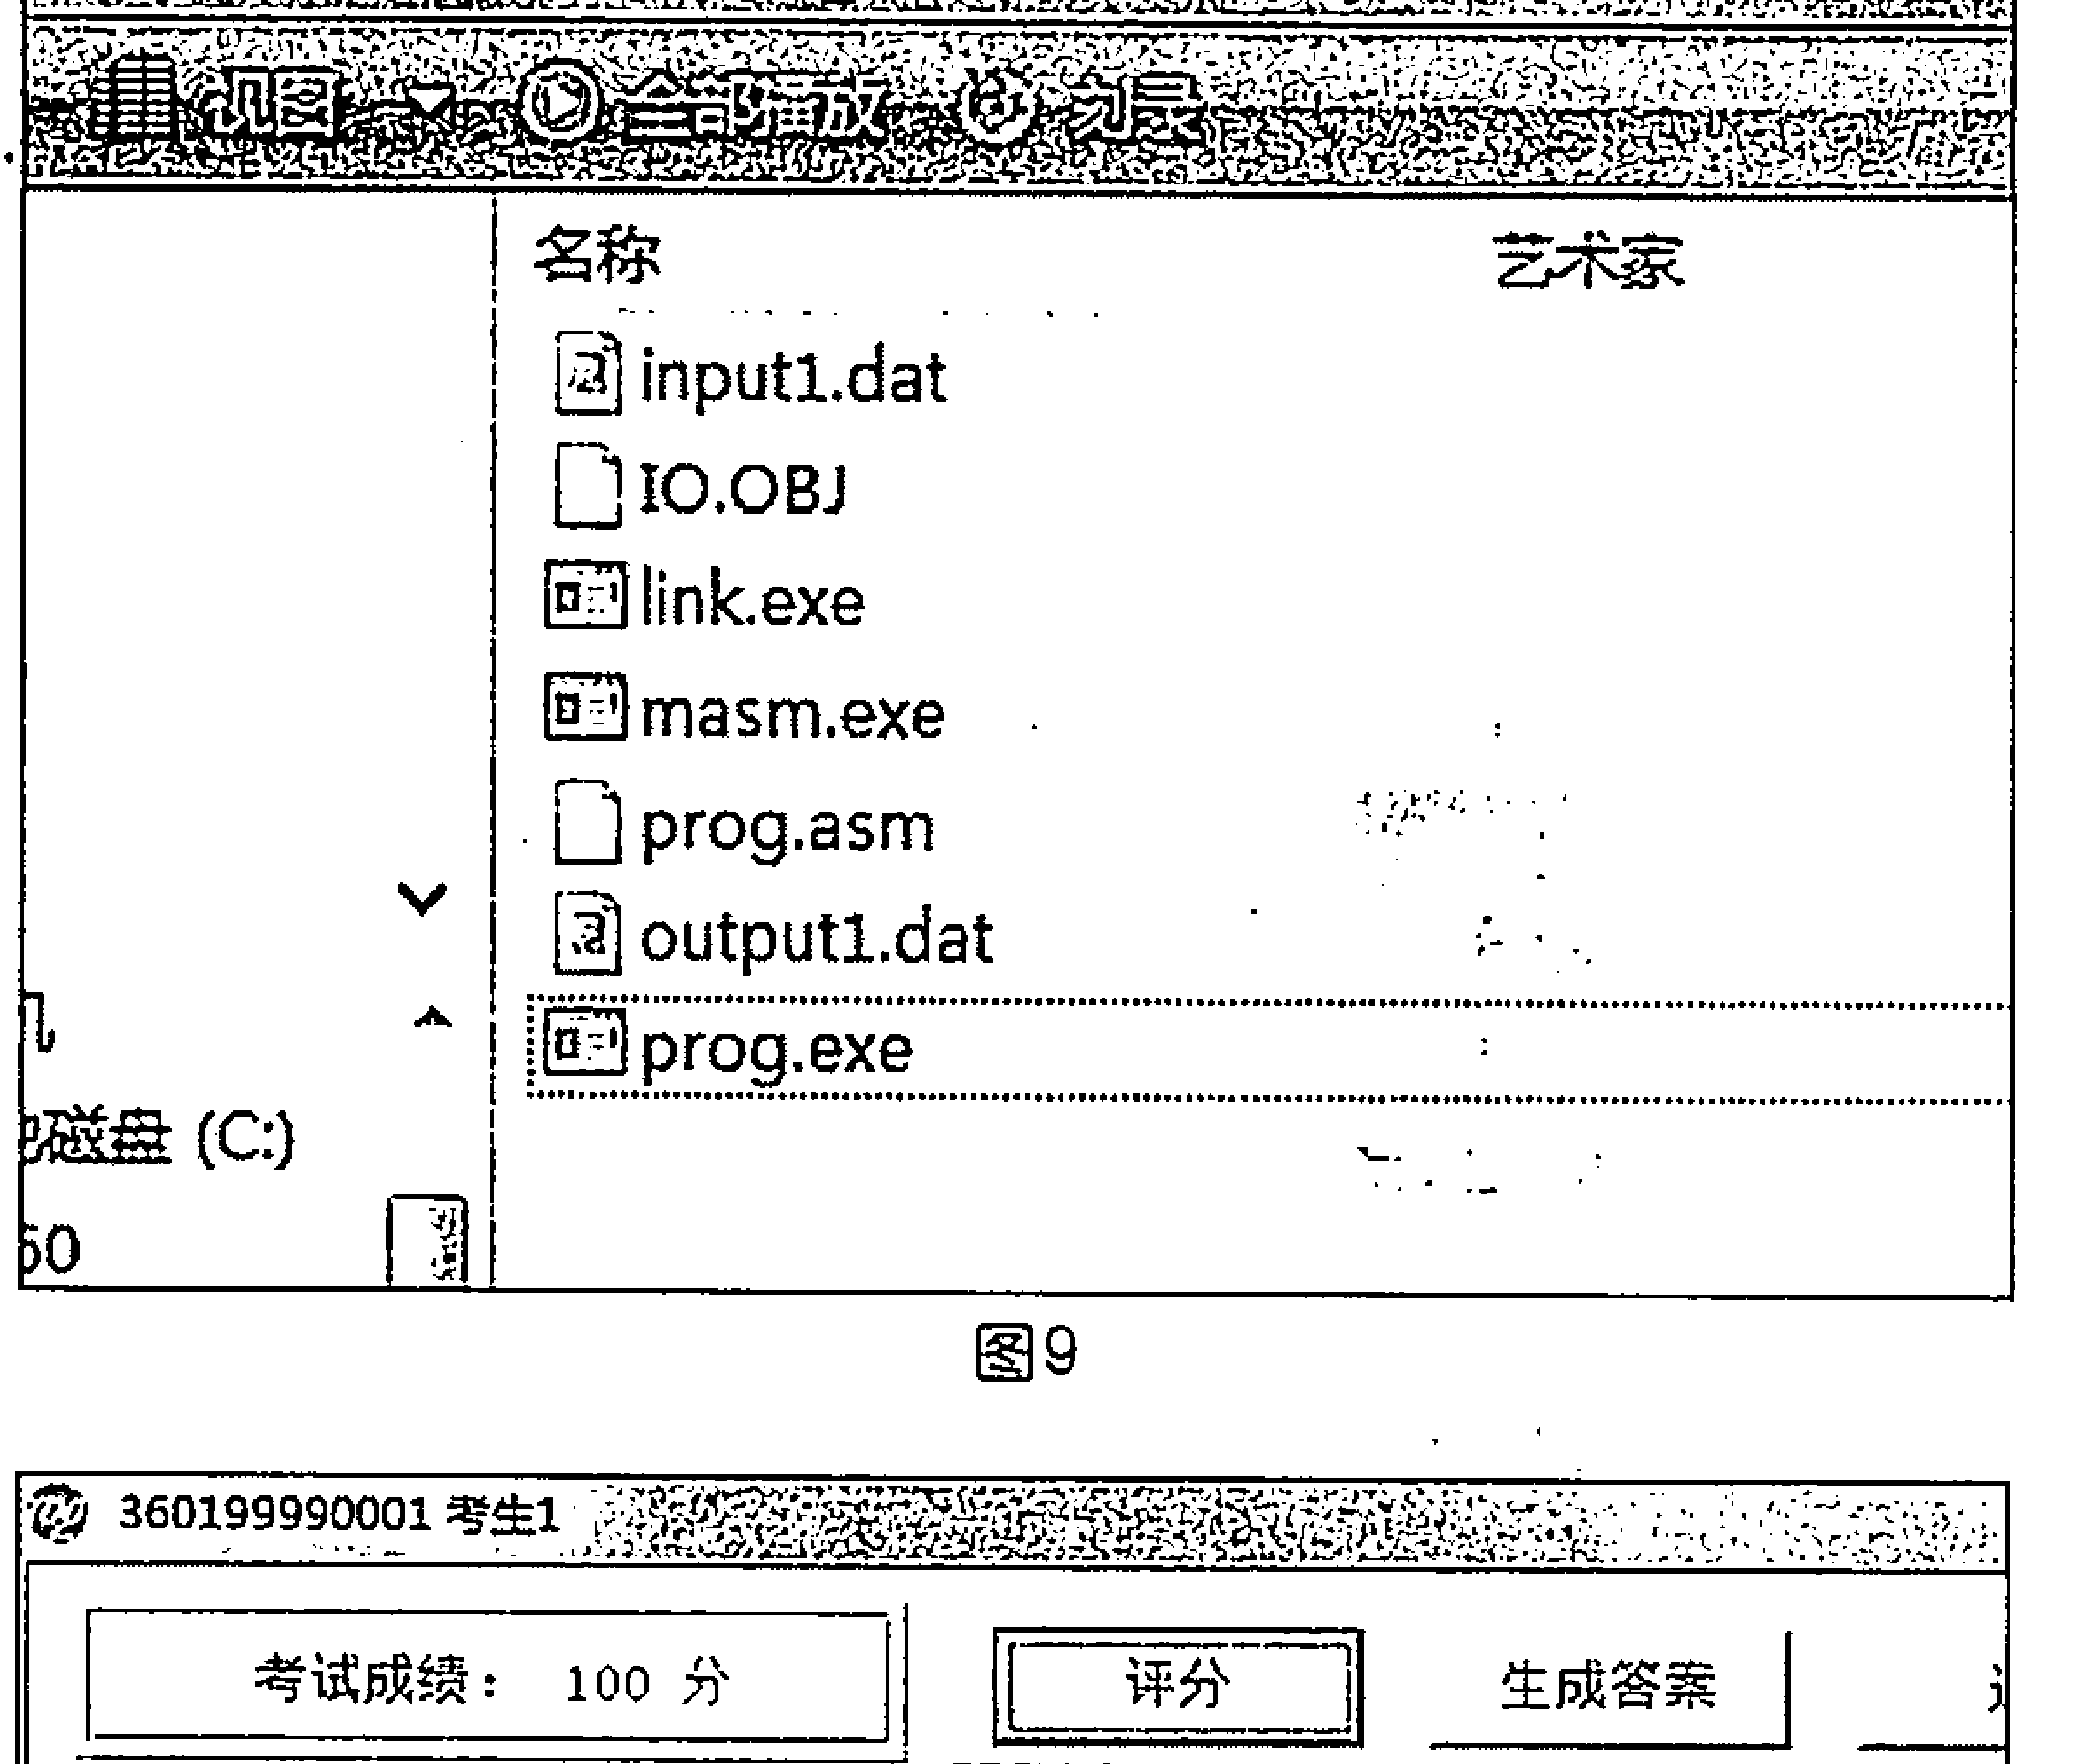 视图 全部播放 刻录
名称 艺术家
input1.dat
IO.OBJ
link.exe
masm.exe
prog.asm
output1.dat
prog.exe
磁盘 (C:)
图9
360199990001 考生1
考试成绩： 100 分 评分 生成答案